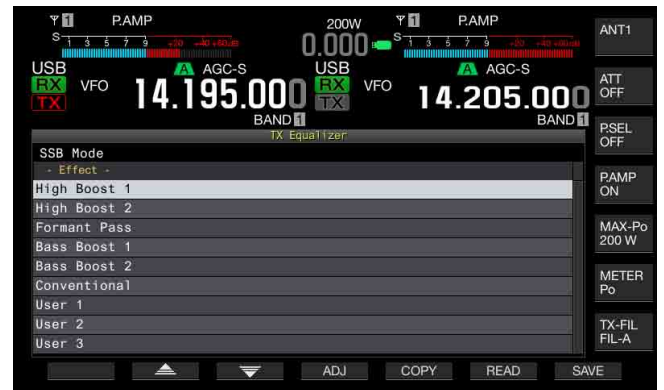 1 P.AMP 200W 1 P.AMP ANT1
S 1 3 5 7 9 +20 +40 +60dB 0.000 S 1 3 5 7 9 +20 +40 +60dB
USB A AGC-S USB A AGC-S ATT OFF
RX TX VFO 14.195.000 RX TX VFO 14.205.000
BAND 1 BAND 1
TX Equalizer P.SEL OFF
SSB Mode
- Effect -
High Boost 1 P.AMP ON
High Boost 2
Formant Pass MAX-Po 200 W
Bass Boost 1
Bass Boost 2
Conventional METER Po
User 1
User 2 TX-FIL FIL-A
User 3
ADJ COPY READ SAVE